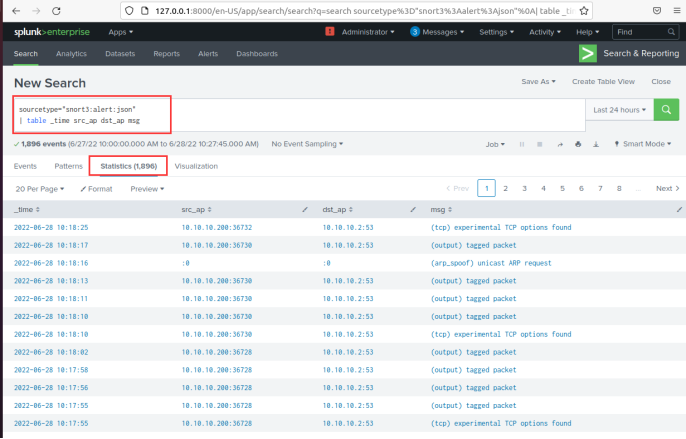 127.0.0.1:8000/en-US/app/search/search?q=search sourcetype%3D"snort3%3Aalert%3Ajson"%0A| table _ti
splunk>enterprise Apps Administrator 3 Messages Settings Activity Help Find
Search Analytics Datasets Reports Alerts Dashboards Search & Reporting
New Search Save As Create Table View Close
sourcetype="snort3:alert:json"
| table _time src_ap dst_ap msg
Last 24 hours
1,896 events (6/27/22 10:00:00.000 AM to 6/28/22 10:27:45.000 AM) No Event Sampling Job Smart Mode
Events Patterns Statistics (1,896) Visualization
20 Per Page Format Preview < Prev 1 2 3 4 5 6 7 8 ... Next >
_time src_ap dst_ap msg
2022-06-28 10:18:25 10.10.10.200:36732 10.10.10.2:53 (tcp) experimental TCP options found
2022-06-28 10:18:17 10.10.10.200:36730 10.10.10.2:53 (output) tagged packet
2022-06-28 10:18:16 :0 :0 (arp_spoof) unicast ARP request
2022-06-28 10:18:13 10.10.10.200:36730 10.10.10.2:53 (output) tagged packet
2022-06-28 10:18:11 10.10.10.200:36730 10.10.10.2:53 (output) tagged packet
2022-06-28 10:18:10 10.10.10.200:36730 10.10.10.2:53 (output) tagged packet
2022-06-28 10:18:10 10.10.10.200:36730 10.10.10.2:53 (tcp) experimental TCP options found
2022-06-28 10:18:02 10.10.10.200:36728 10.10.10.2:53 (output) tagged packet
2022-06-28 10:17:58 10.10.10.200:36728 10.10.10.2:53 (output) tagged packet
2022-06-28 10:17:56 10.10.10.200:36728 10.10.10.2:53 (output) tagged packet
2022-06-28 10:17:55 10.10.10.200:36728 10.10.10.2:53 (output) tagged packet
2022-06-28 10:17:55 10.10.10.200:36728 10.10.10.2:53 (tcp) experimental TCP options found